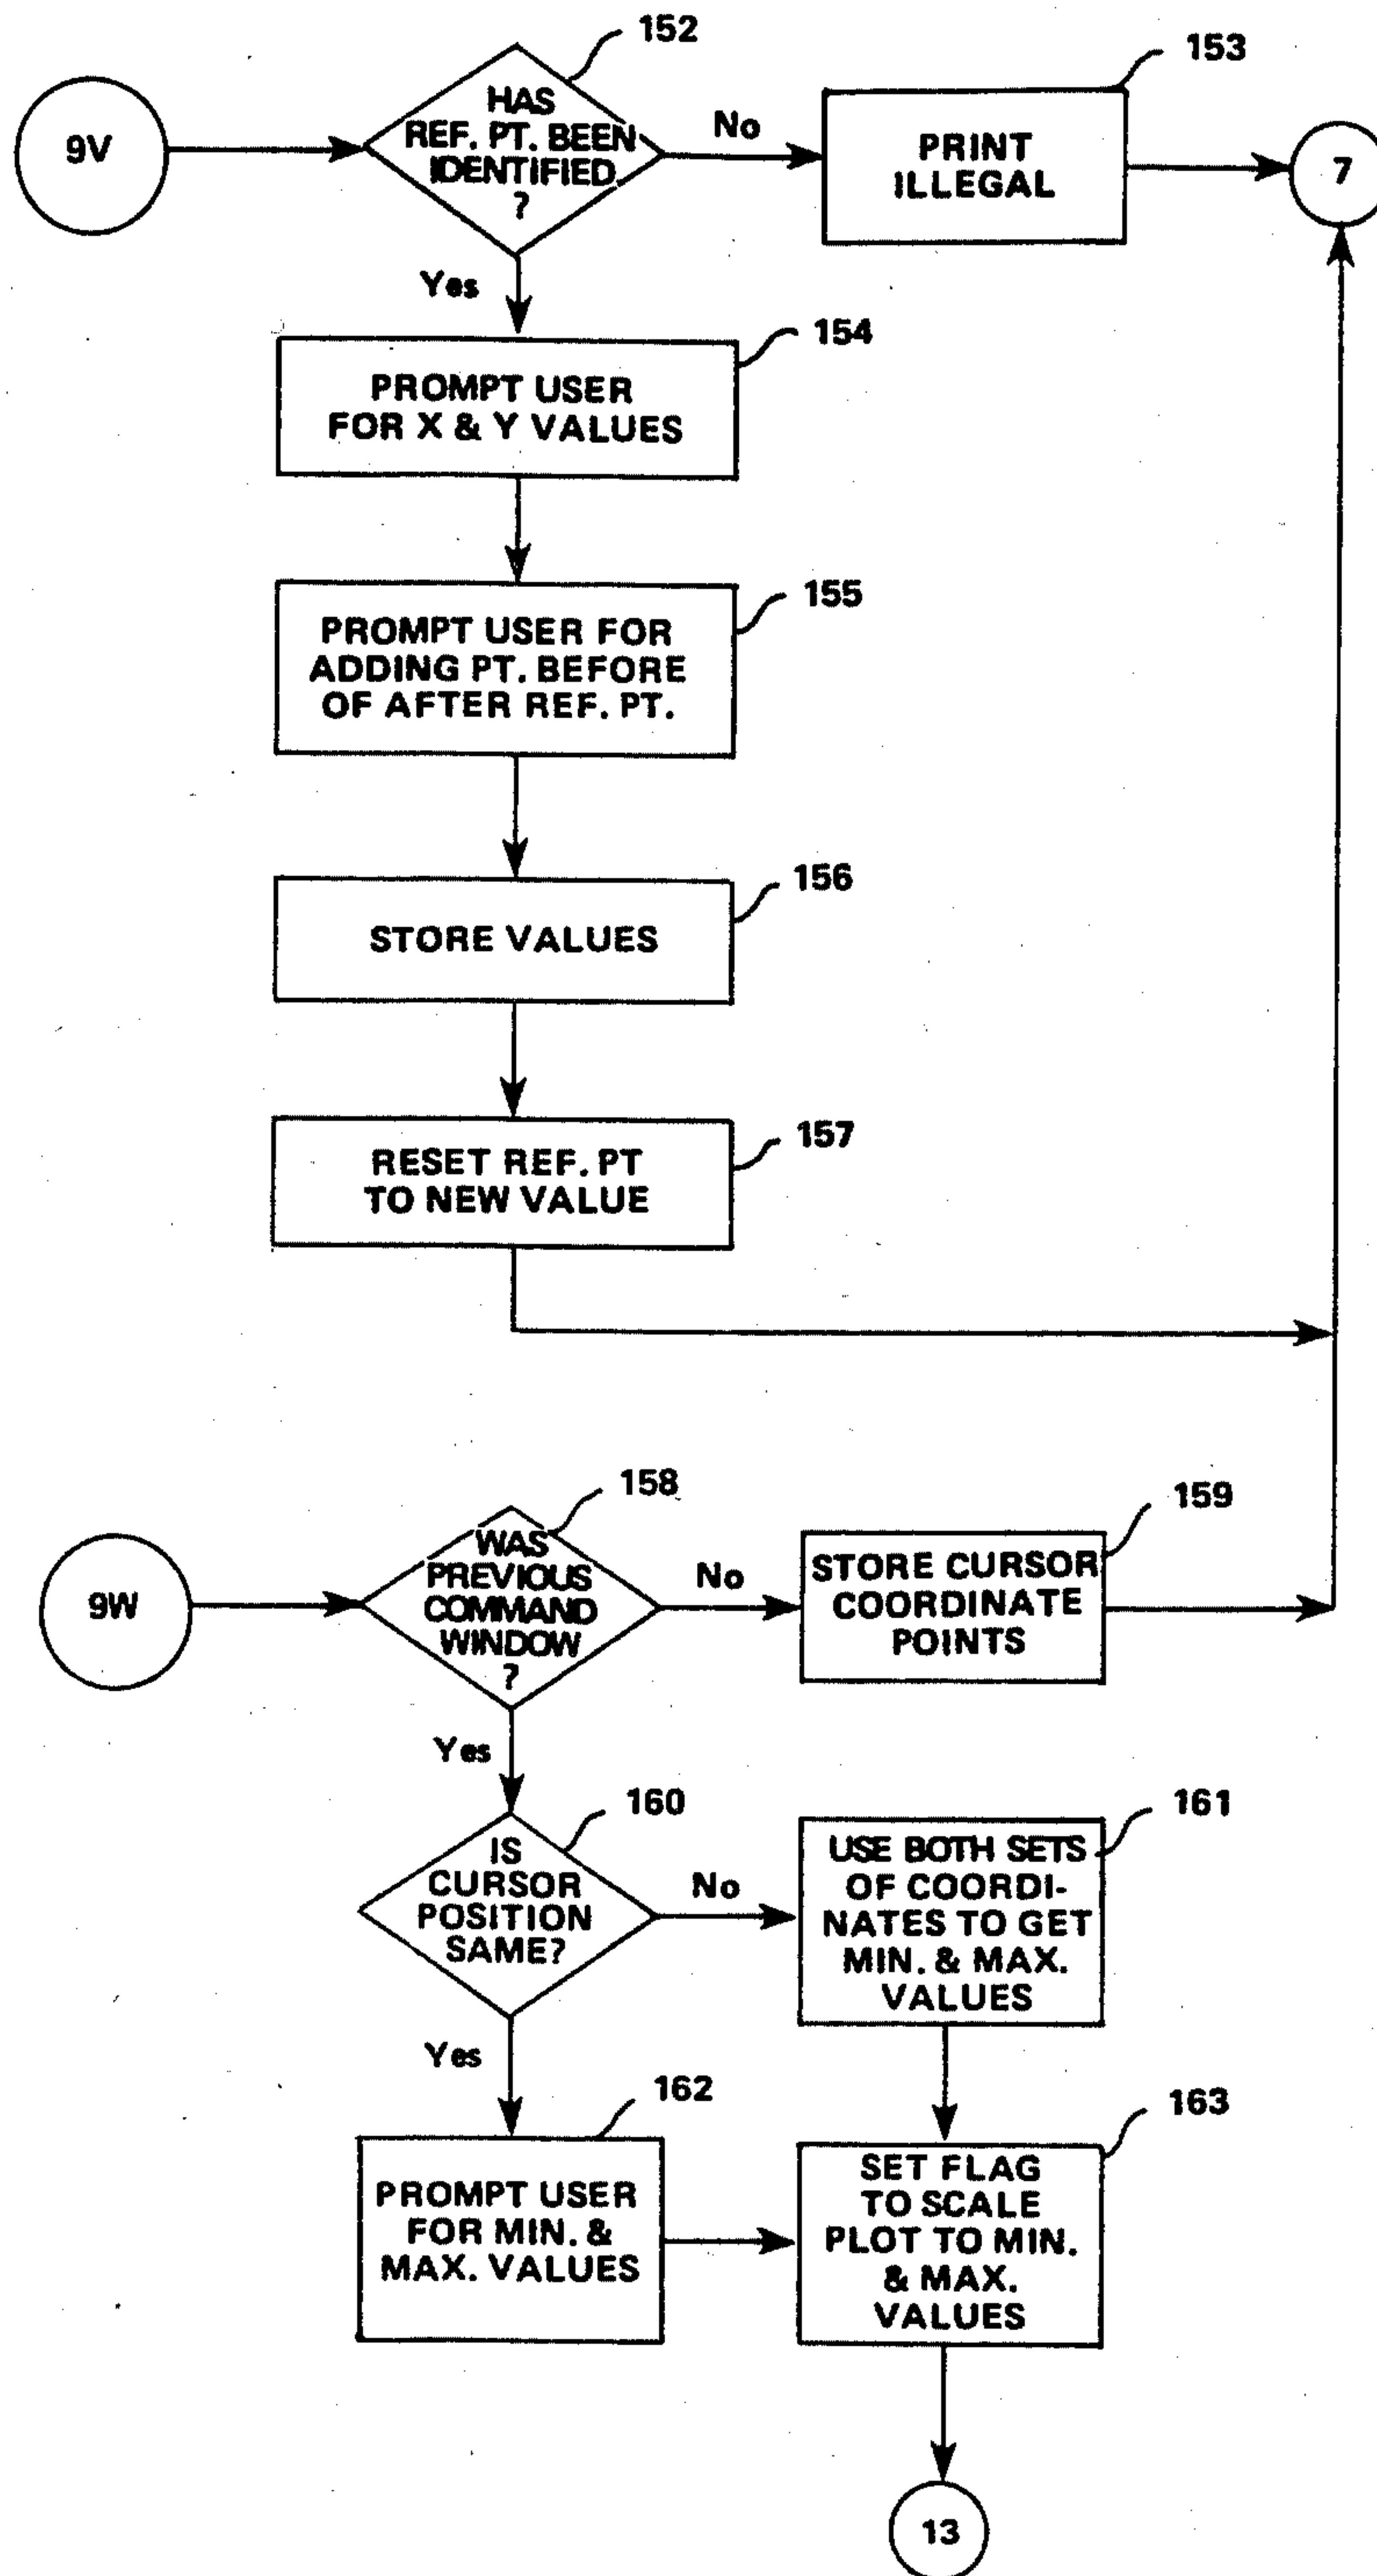 152
153
9V
HAS
REF. PT. BEEN
IDENTIFIED
?
No
PRINT
ILLEGAL
7
Yes
154
PROMPT USER
FOR X & Y VALUES
155
PROMPT USER FOR
ADDING PT. BEFORE
OF AFTER REF. PT.
156
STORE VALUES
157
RESET REF. PT
TO NEW VALUE
158
159
9W
WAS
PREVIOUS
COMMAND
WINDOW
?
No
STORE CURSOR
COORDINATE
POINTS
Yes
160
161
IS
CURSOR
POSITION
SAME?
No
USE BOTH SETS
OF COORDI-
NATES TO GET
MIN. & MAX.
VALUES
Yes
162
163
PROMPT USER
FOR MIN. &
MAX. VALUES
SET FLAG
TO SCALE
PLOT TO MIN.
& MAX.
VALUES
13